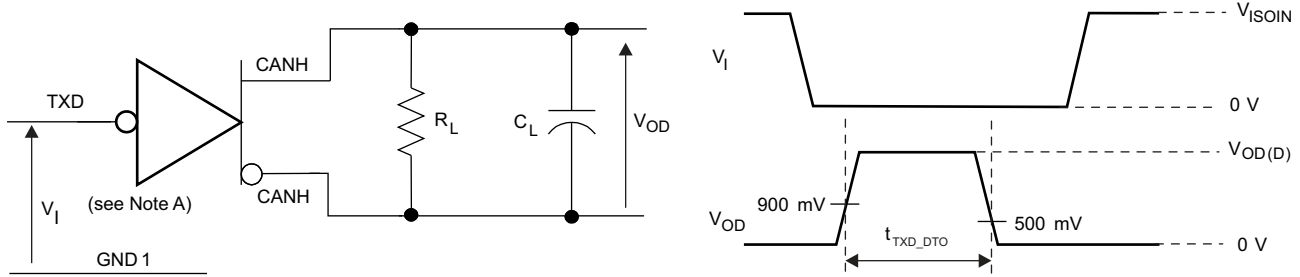 CANH
TXD
R_L
C_L
V_OD
CANH
(see Note A)
V_I
GND 1
V_ISOIN
V_I
0 V
V_OD(D)
900 mV
500 mV
V_OD
t_TXD_DTO
0 V